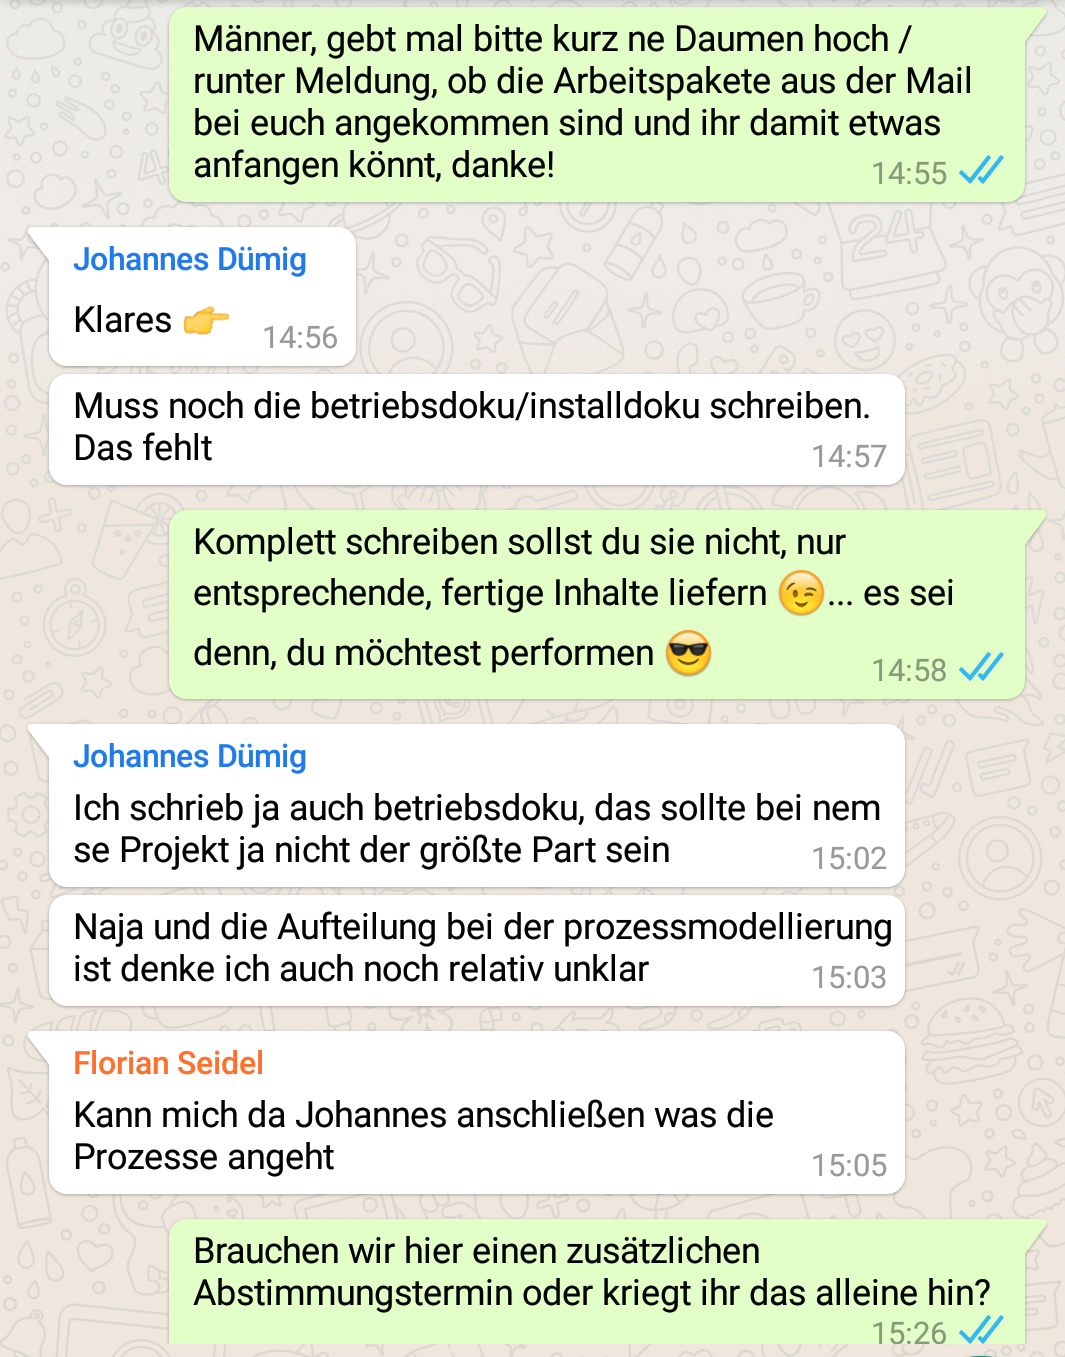 Männer, gebt mal bitte kurz ne Daumen hoch /
runter Meldung, ob die Arbeitspakete aus der Mail
bei euch angekommen sind und ihr damit etwas
anfangen könnt, danke!
14:55
Johannes Dümig
Klares 👉
14:56
Muss noch die betriebsdoku/installdoku schreiben.
Das fehlt
14:57
Komplett schreiben sollst du sie nicht, nur
entsprechende, fertige Inhalte liefern 😉... es sei
denn, du möchtest performen 😎
14:58
Johannes Dümig
Ich schrieb ja auch betriebsdoku, das sollte bei nem
se Projekt ja nicht der größte Part sein
15:02
Naja und die Aufteilung bei der prozessmodellierung
ist denke ich auch noch relativ unklar
15:03
Florian Seidel
Kann mich da Johannes anschließen was die
Prozesse angeht
15:05
Brauchen wir hier einen zusätzlichen
Abstimmungstermin oder kriegt ihr das alleine hin?
15:26